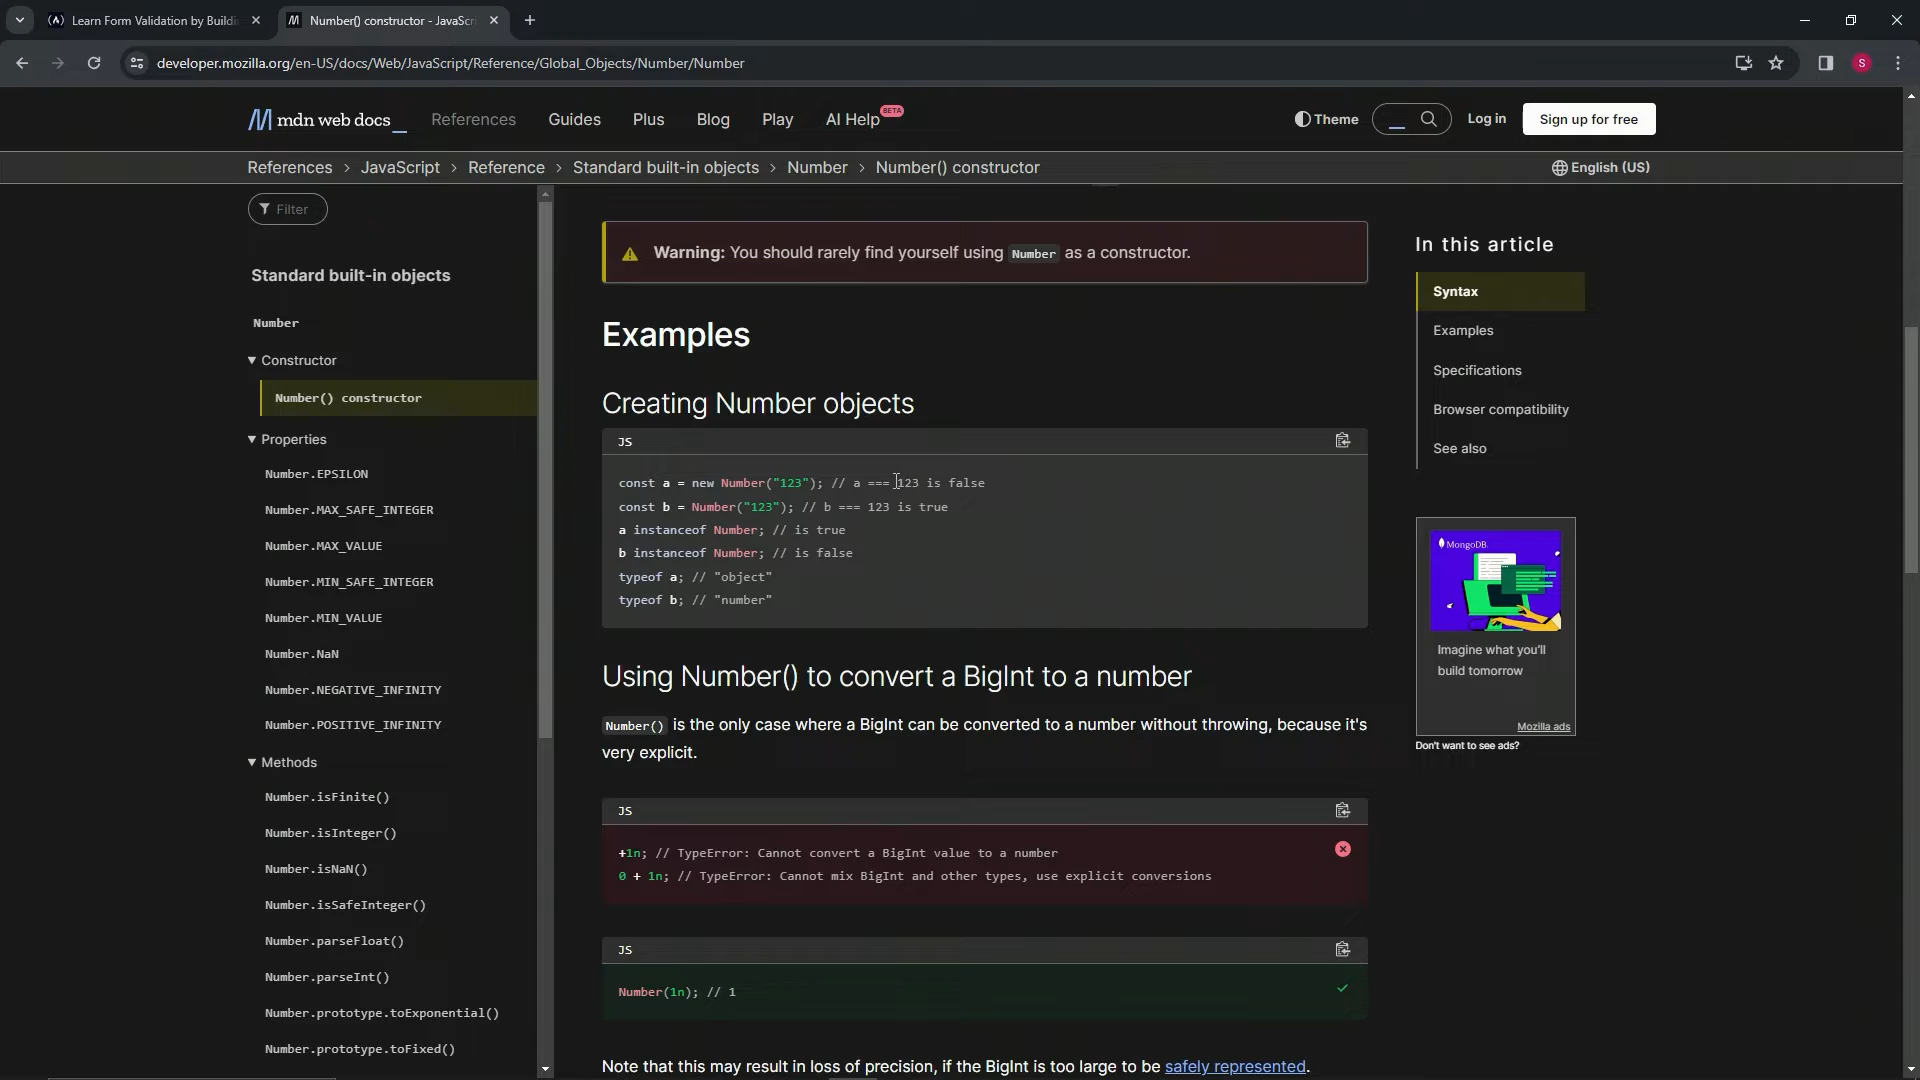 Learn Form Validation by Buildi
Number() constructor - JavaScri
developer.mozilla.org/en-US/docs/Web/JavaScript/Reference/Global_Objects/Number/Number
S
mdn web docs
References
Guides
Plus
Blog
Play
AI Help BETA
Theme
Log in
Sign up for free
References > JavaScript > Reference > Standard built-in objects > Number > Number() constructor
English (US)
Filter
Standard built-in objects
Number
Constructor
Number() constructor
Properties
Number.EPSILON
Number.MAX_SAFE_INTEGER
Number.MAX_VALUE
Number.MIN_SAFE_INTEGER
Number.MIN_VALUE
Number.NaN
Number.NEGATIVE_INFINITY
Number.POSITIVE_INFINITY
Methods
Number.isFinite()
Number.isInteger()
Number.isNaN()
Number.isSafeInteger()
Number.parseFloat()
Number.parseInt()
Number.prototype.toExponential()
Number.prototype.toFixed()
Warning: You should rarely find yourself using Number as a constructor.
Examples
Creating Number objects
JS
const a = new Number("123"); // a === 123 is false
const b = Number("123"); // b === 123 is true
a instanceof Number; // is true
b instanceof Number; // is false
typeof a; // "object"
typeof b; // "number"
Using Number() to convert a BigInt to a number
Number() is the only case where a BigInt can be converted to a number without throwing, because it's
very explicit.
JS
+1n; // TypeError: Cannot convert a BigInt value to a number
0 + 1n; // TypeError: Cannot mix BigInt and other types, use explicit conversions
JS
Number(1n); // 1
Note that this may result in loss of precision, if the BigInt is too large to be safely represented.
In this article
Syntax
Examples
Specifications
Browser compatibility
See also
MongoDB
Imagine what you'll
build tomorrow
Mozilla ads
Don't want to see ads?